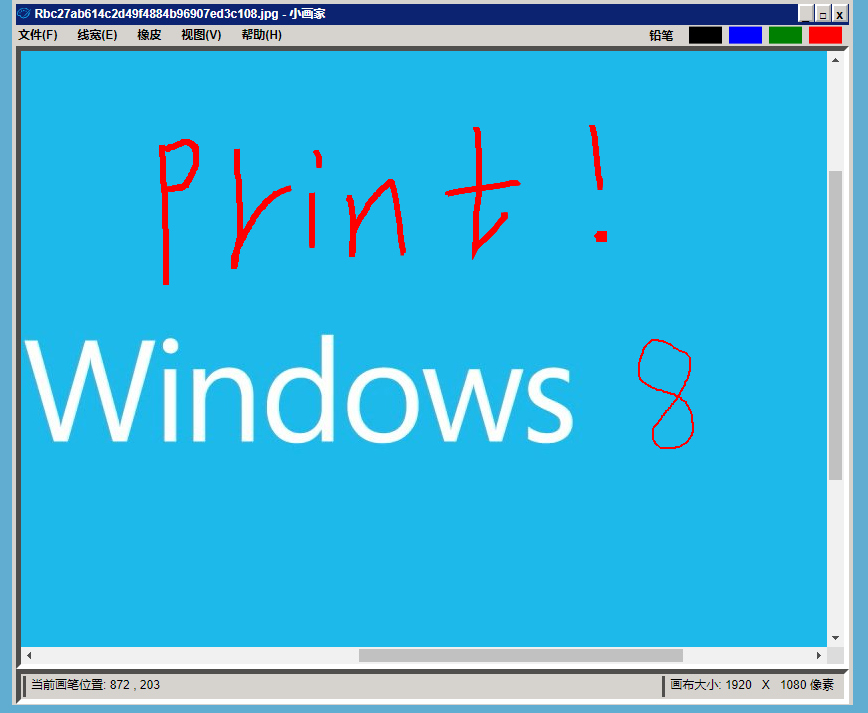 Rbc27ab614c2d49f4884b96907ed3c108.jpg - 小画家
文件(F) 线宽(E) 橡皮 视图(V) 帮助(H) 铅笔
Print!
Windows 8
当前画笔位置: 872 , 203 画布大小: 1920 X 1080 像素